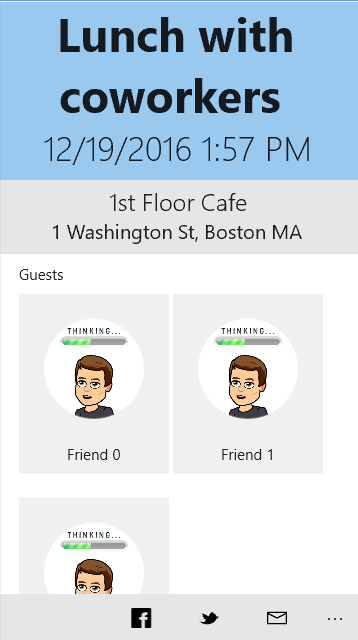 Lunch with
coworkers
12/19/2016 1:57 PM
1st Floor Cafe
1 Washington St, Boston MA
Guests
THINKING...
THINKING...
Friend 0
Friend 1
THINKING...